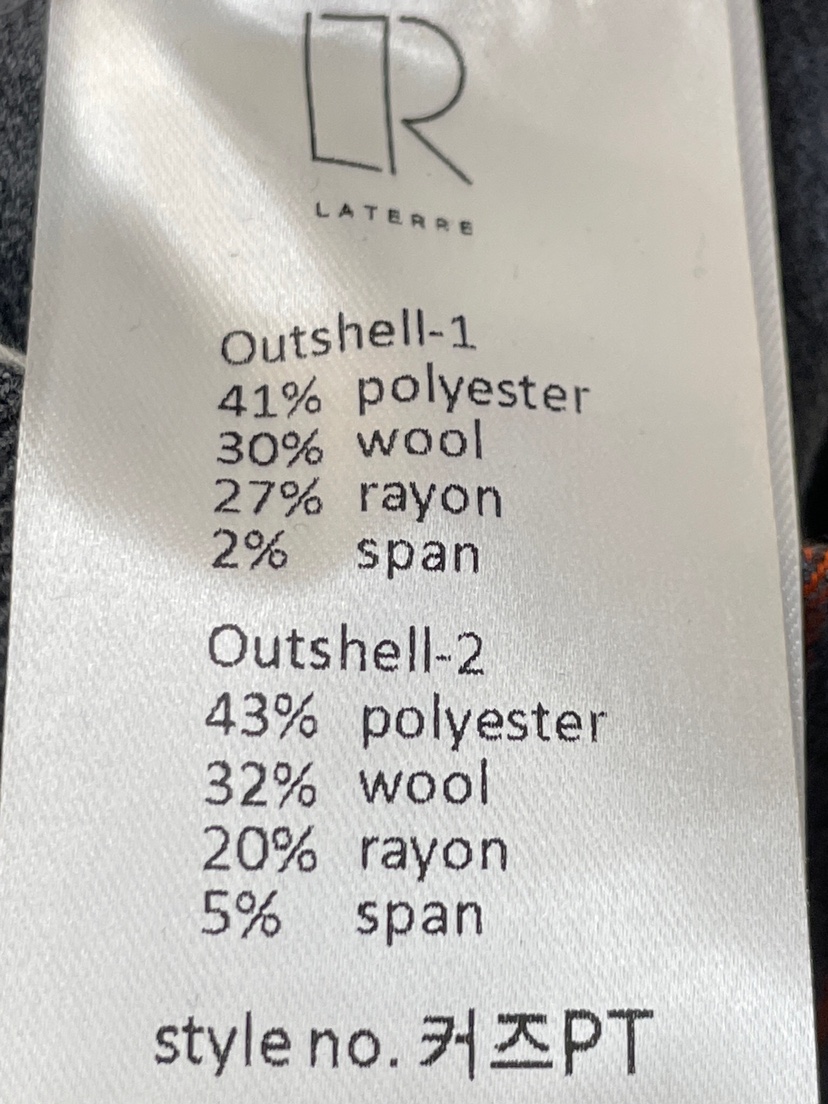 LR
LATERRE
Outshell-1
41% polyester
30% wool
27% rayon
2% span
Outshell-2
43% polyester
32% wool
20% rayon
5% span
style no. 커즈PT